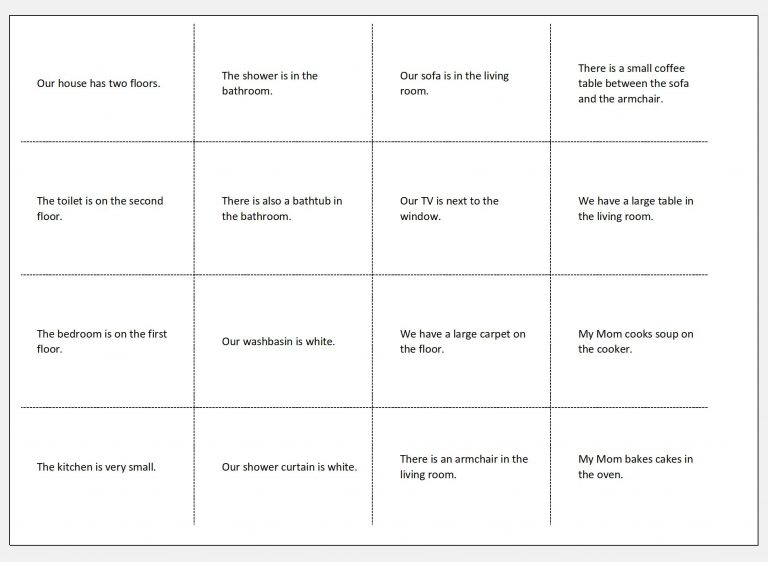 Our house has two floors.
The shower is in the
bathroom.
Our sofa is in the living
room.
There is a small coffee
table between the sofa
and the armchair.
The toilet is on the second
floor.
There is also a bathtub in
the bathroom.
Our TV is next to the
window.
We have a large table in
the living room.
The bedroom is on the first
floor.
Our washbasin is white.
We have a large carpet on
the floor.
My Mom cooks soup on
the cooker.
The kitchen is very small.
Our shower curtain is white.
There is an armchair in the
living room.
My Mom bakes cakes in
the oven.